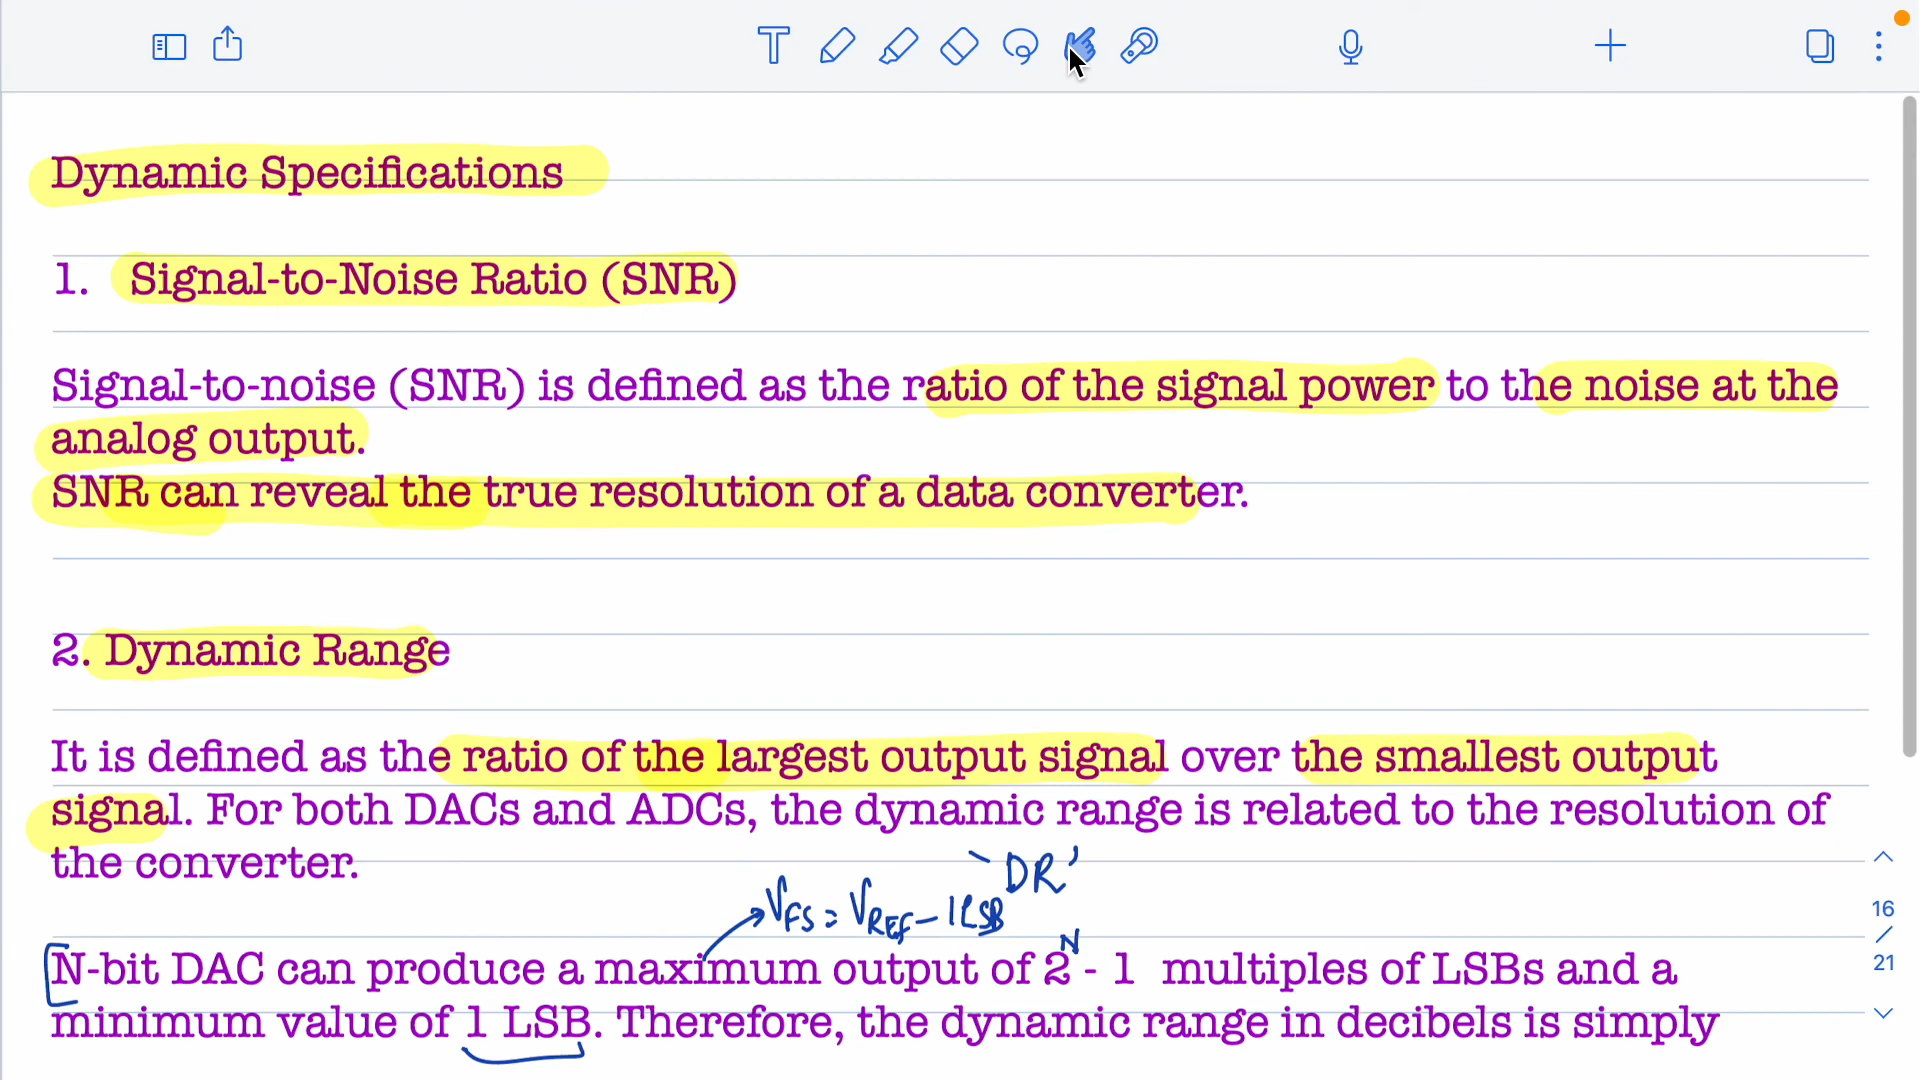 Dynamic Specifications
1. Signal-to-Noise Ratio (SNR)
Signal-to-noise (SNR) is defined as the ratio of the signal power to the noise at the
analog output.
SNR can reveal the true resolution of a data converter.
2. Dynamic Range
It is defined as the ratio of the largest output signal over the smallest output
signal. For both DACs and ADCs, the dynamic range is related to the resolution of
the converter.
`DR'
VFS = VREF - 1LSB
N-bit DAC can produce a maximum output of 2^N - 1 multiples of LSBs and a
minimum value of 1 LSB. Therefore, the dynamic range in decibels is simply
16
/
21